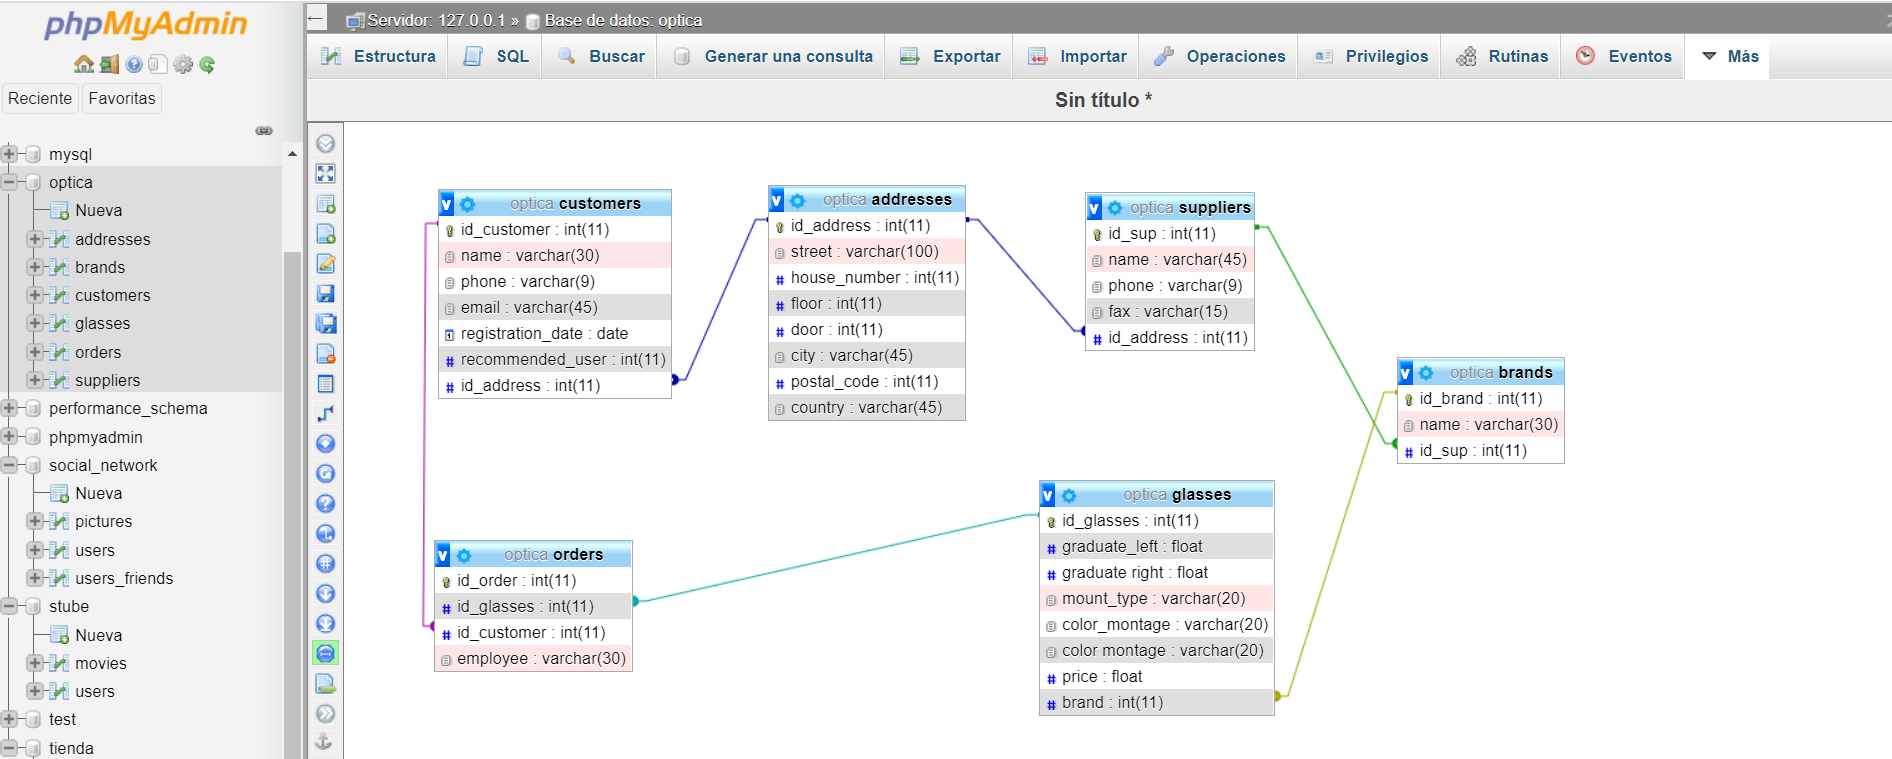 phpMyAdmin
Reciente
Favoritas
mysql
optica
Nueva
addresses
brands
customers
glasses
orders
suppliers
performance_schema
phpmyadmin
social_network
Nueva
pictures
users
users_friends
stube
Nueva
movies
users
test
tienda
Servidor: 127.0.0.1 » Base de datos: optica
Estructura
SQL
Buscar
Generar una consulta
Exportar
Importar
Operaciones
Privilegios
Rutinas
Eventos
Más
Sin título *
optica customers
id_customer : int(11)
name : varchar(30)
phone : varchar(9)
email : varchar(45)
registration_date : date
recommended_user : int(11)
id_address : int(11)
optica addresses
id_address : int(11)
street : varchar(100)
house_number : int(11)
floor : int(11)
door : int(11)
city : varchar(45)
postal_code : int(11)
country : varchar(45)
optica suppliers
id_sup : int(11)
name : varchar(45)
phone : varchar(9)
fax : varchar(15)
id_address : int(11)
optica brands
id_brand : int(11)
name : varchar(30)
id_sup : int(11)
optica orders
id_order : int(11)
id_glasses : int(11)
id_customer : int(11)
employee : varchar(30)
optica glasses
id_glasses : int(11)
graduate_left : float
graduate right : float
mount_type : varchar(20)
color_montage : varchar(20)
color montage : varchar(20)
price : float
brand : int(11)